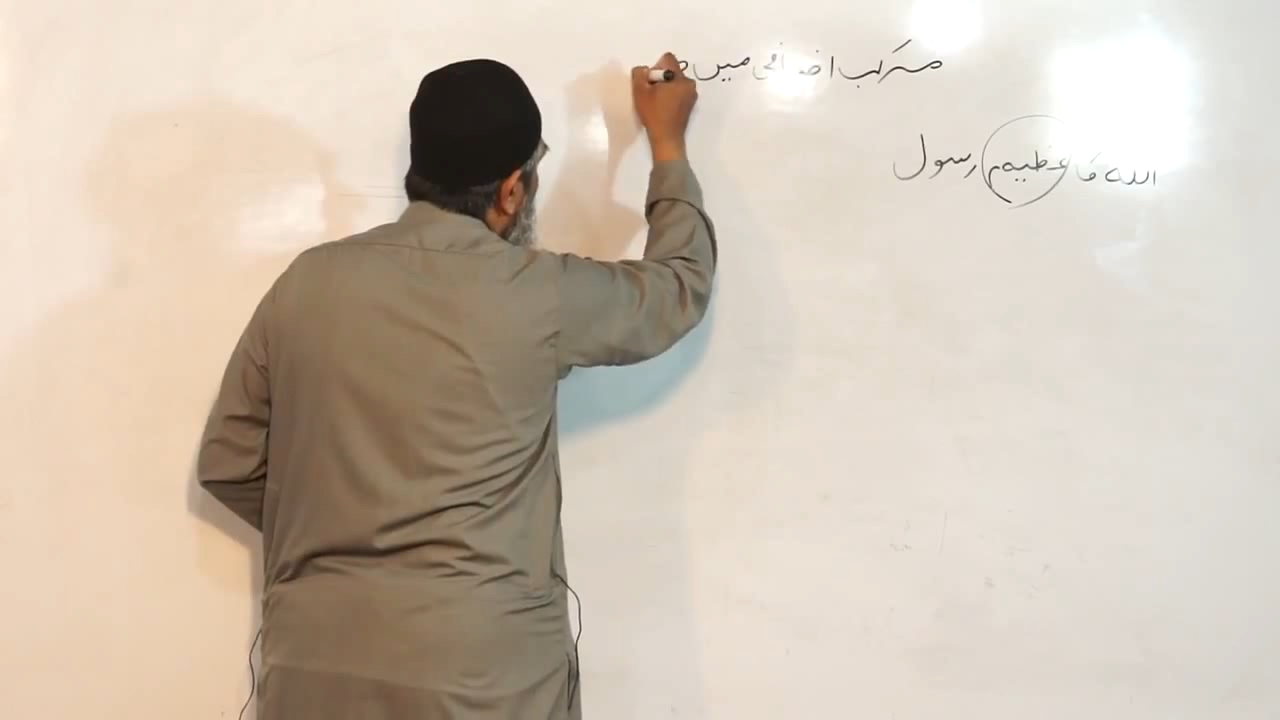 مرکب اضافی میں
اللہ کا عظیم رسول